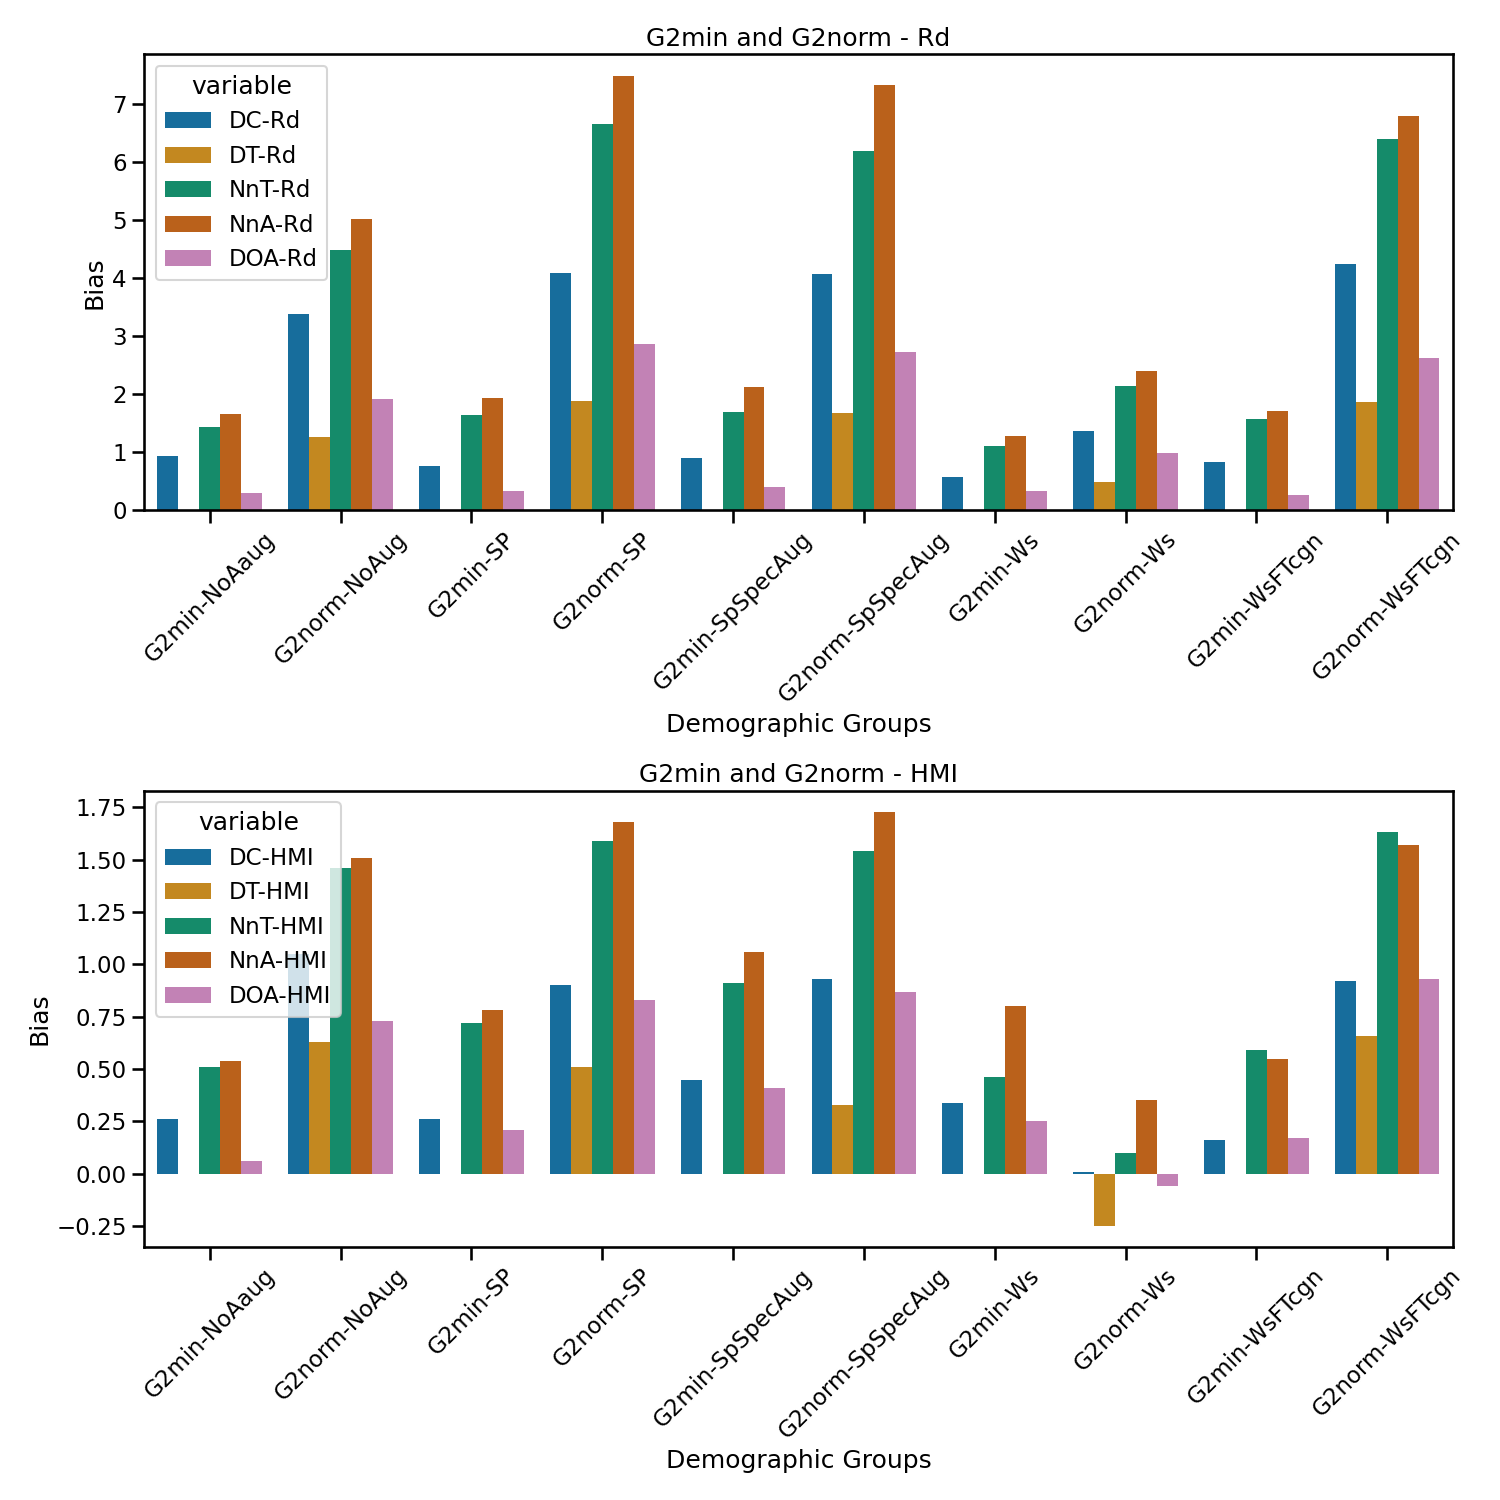 G2min and G2norm - Rd
variable
DC-Rd
DT-Rd
NnT-Rd
NnA-Rd
DOA-Rd
7
6
5
4
3
2
1
0
Bias
G2min-NoAaug
G2norm-NoAug
G2min-SP
G2norm-SP
G2min-SpSpecAug
G2norm-SpSpecAug
G2min-Ws
G2norm-Ws
G2min-WsFTcgn
G2norm-WsFTcgn
Demographic Groups
G2min and G2norm - HMI
variable
DC-HMI
DT-HMI
NnT-HMI
NnA-HMI
DOA-HMI
1.75
1.50
1.25
1.00
0.75
0.50
0.25
0.00
−0.25
Bias
G2min-NoAaug
G2norm-NoAug
G2min-SP
G2norm-SP
G2min-SpSpecAug
G2norm-SpSpecAug
G2min-Ws
G2norm-Ws
G2min-WsFTcgn
G2norm-WsFTcgn
Demographic Groups